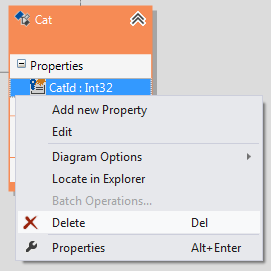 Cat
Properties
CatId : Int32
Add new Property
Edit
Diagram Options
Locate in Explorer
Batch Operations...
Delete Del
Properties Alt+Enter